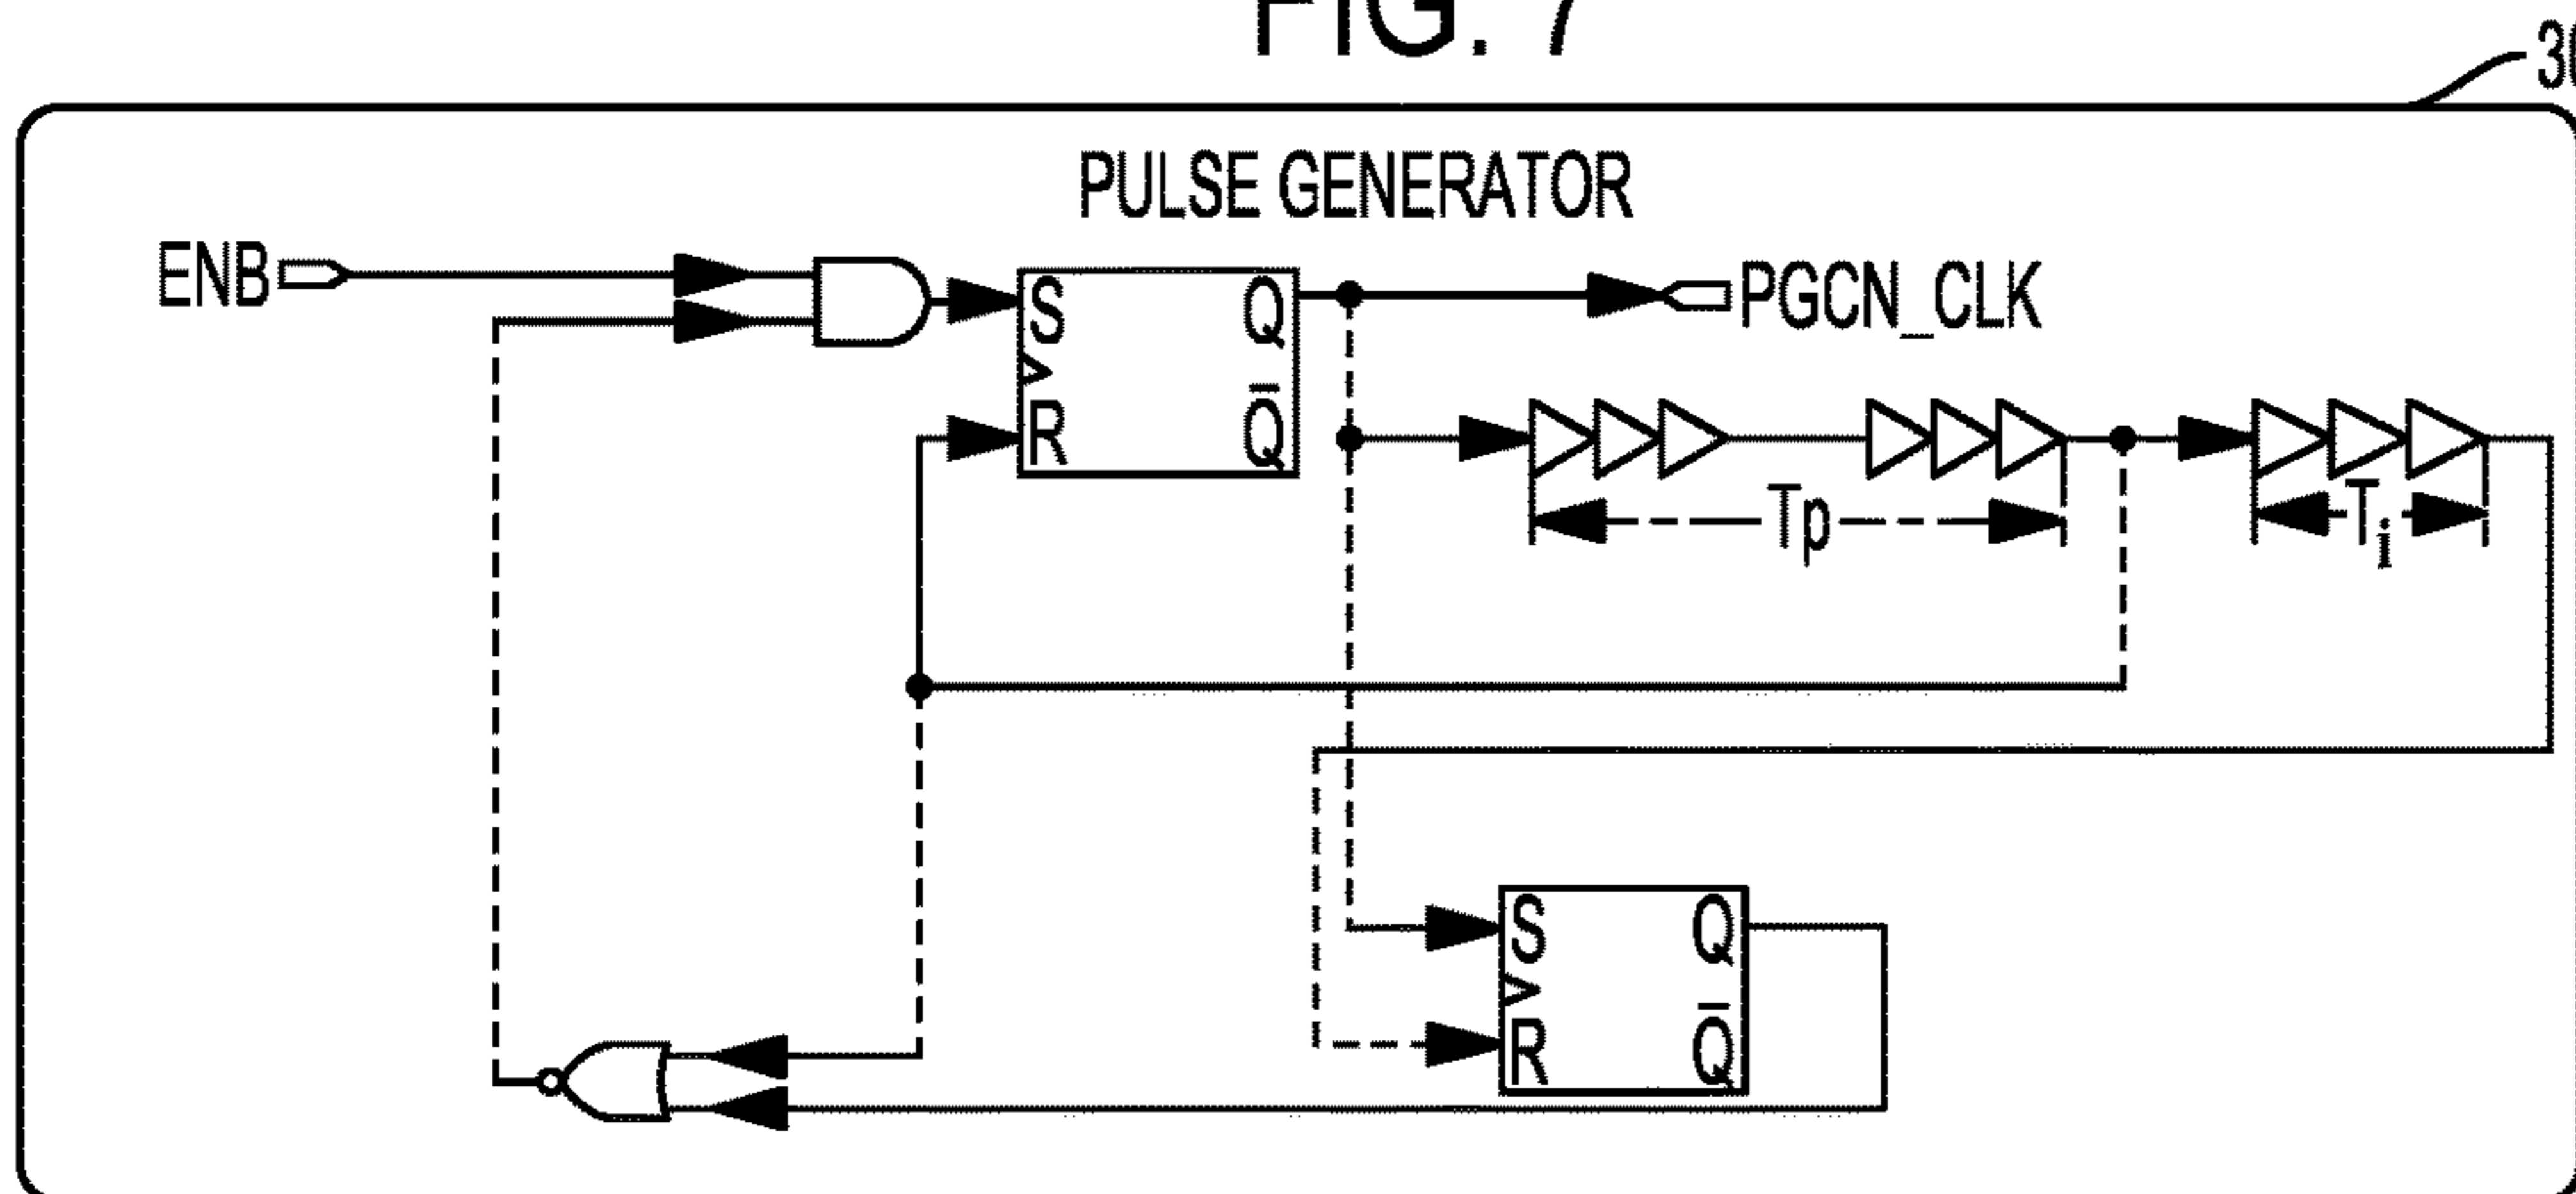 FIG. 7
PULSE GENERATOR
ENB
S
Q
PGCN_CLK
R
Q̅
Tp
Ti
S
Q
R
Q̅